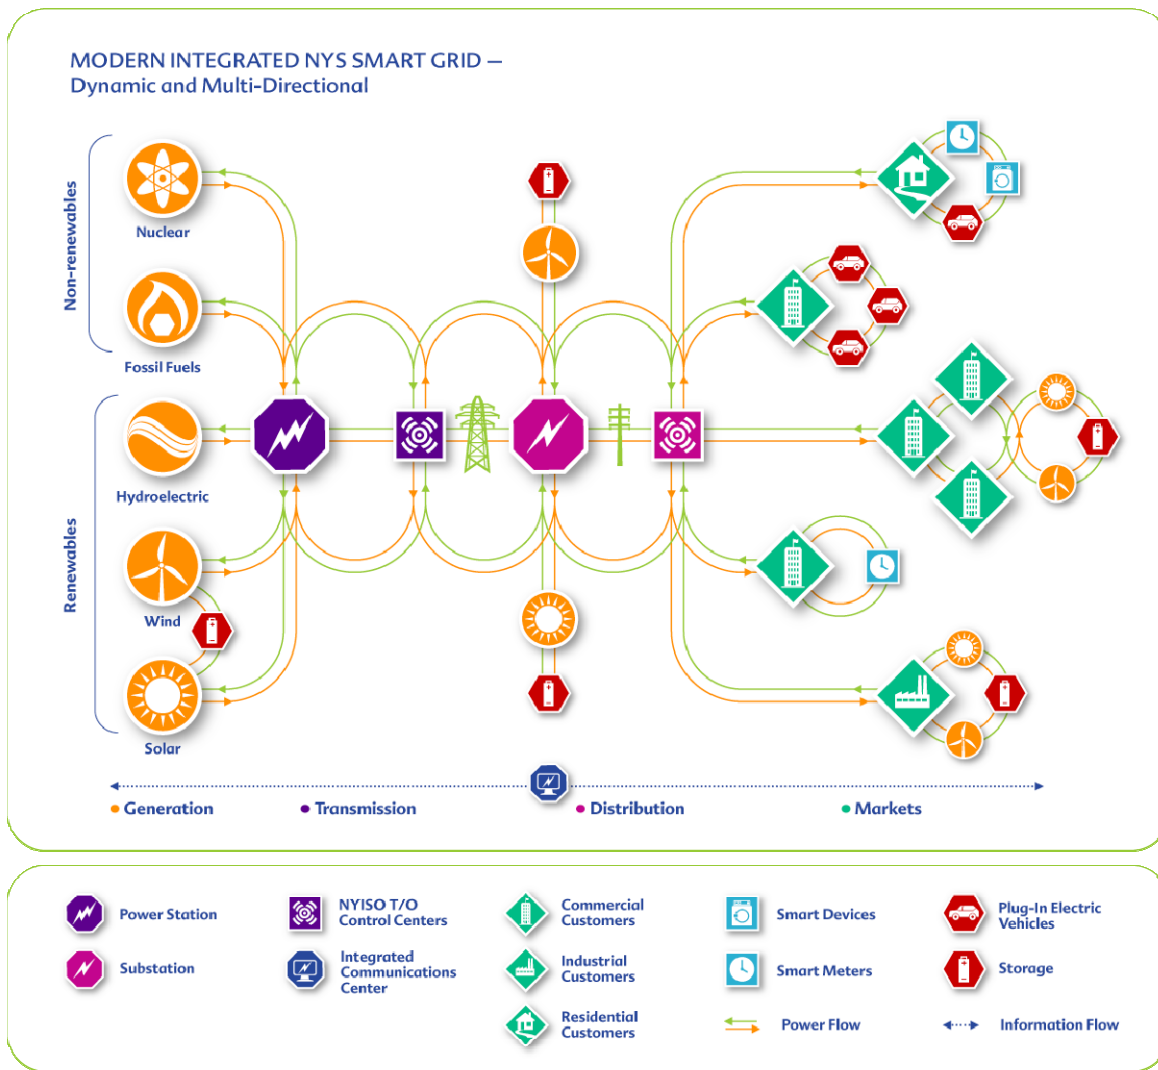 MODERN INTEGRATED NYS SMART GRID —
Dynamic and Multi-Directional
Non-renewables
Nuclear
Fossil Fuels
Renewables
Hydroelectric
Wind
Solar
Generation
Transmission
Distribution
Markets
Power Station
NYISO T/O
Control Centers
Commercial
Customers
Smart Devices
Plug-In Electric
Vehicles
Substation
Integrated
Communications
Center
Industrial
Customers
Smart Meters
Storage
Residential
Customers
Power Flow
Information Flow